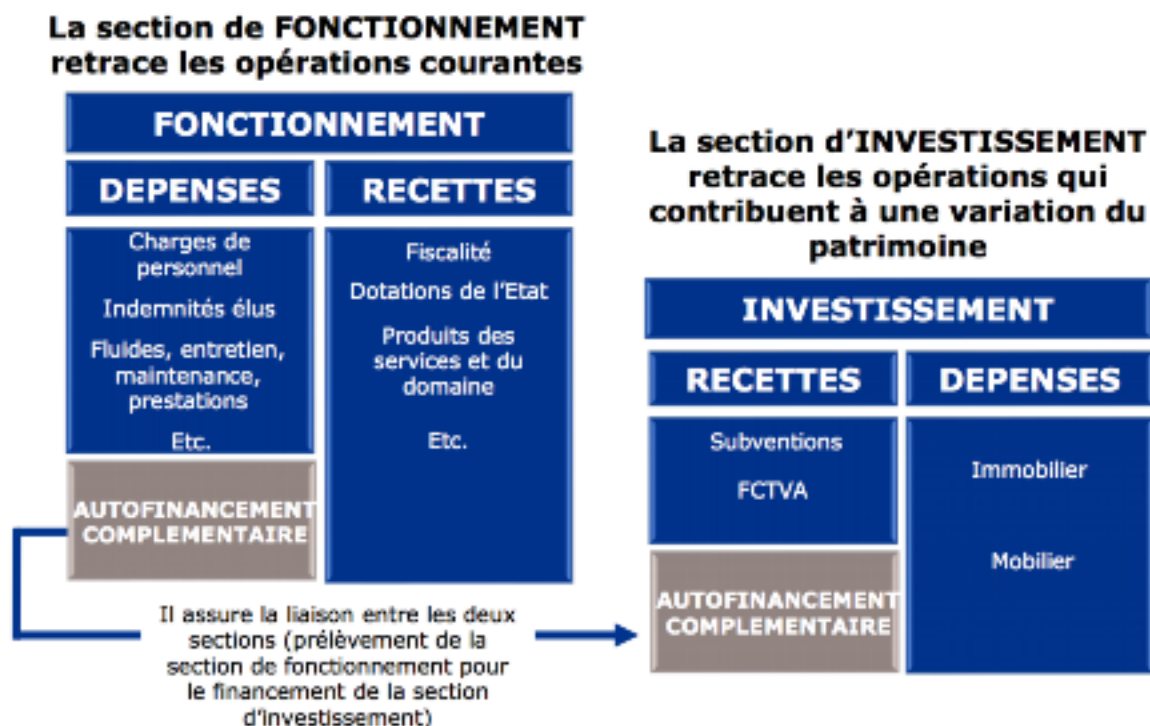 La section de FONCTIONNEMENT
retrace les opérations courantes
FONCTIONNEMENT
DEPENSES
RECETTES
Charges de
personnel
Indemnités élus
Fluides, entretien,
maintenance,
prestations
Etc.
Fiscalité
Dotations de l'Etat
Produits des
services et du
domaine
Etc.
AUTOFINANCEMENT
COMPLEMENTAIRE
Il assure la liaison entre les deux
sections (prélèvement de la
section de fonctionnement pour
le financement de la section
d'investissement)
La section d'INVESTISSEMENT
retrace les opérations qui
contribuent à une variation du
patrimoine
INVESTISSEMENT
RECETTES
DEPENSES
Subventions
FCTVA
Immobilier
Mobilier
AUTOFINANCEMENT
COMPLEMENTAIRE